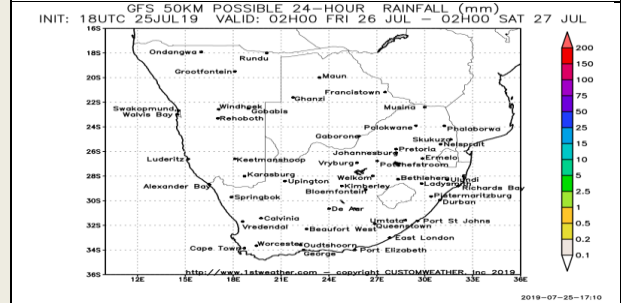 GFS 50KM POSSIBLE 24-HOUR RAINFALL (mm)
INIT: 18UTC 25JUL19 VALID: 02H00 FRI 26 JUL - 02H00 SAT 27 JUL
16S
Ondangwa
Rundu
18S
Grootfontein
Maun
20S
Francistown
Ghanzi
22S
Musina
Swakopmund
Windhoek
Gobabis
Walvis Bay
Rehoboth
24S
Polokwane
Phalaborwa
Gaborone
Skukuza
Nelspruit
Johannesburg
Pretoria
26S
Luderitz
Keetmanshoop
Vryburg
Potchefstroom
Ermelo
Karasburg
Upington
Welkom
Bethlehem
Ulundi
28S
Alexander Bay
Kimberley
Ladysmith
Richards Bay
Springbok
Bloemfontein
Pietermaritzburg
Durban
30S
De Aar
Calvinia
Umtata
Port St Johns
Vredendal
Beaufort West
Queenstown
32S
East London
Cape Town
Worcester
Oudtshoorn
34S
George
Port Elizabeth
http://www.1stweather.com - copyright CUSTOMWEATHER, Inc 2019
36S
12E 15E 18E 21E 24E 27E 30E 33E 36E
200
150
100
75
50
25
15
10
5
2.5
1
0.5
0.2
0.1
2019-07-25-17:10